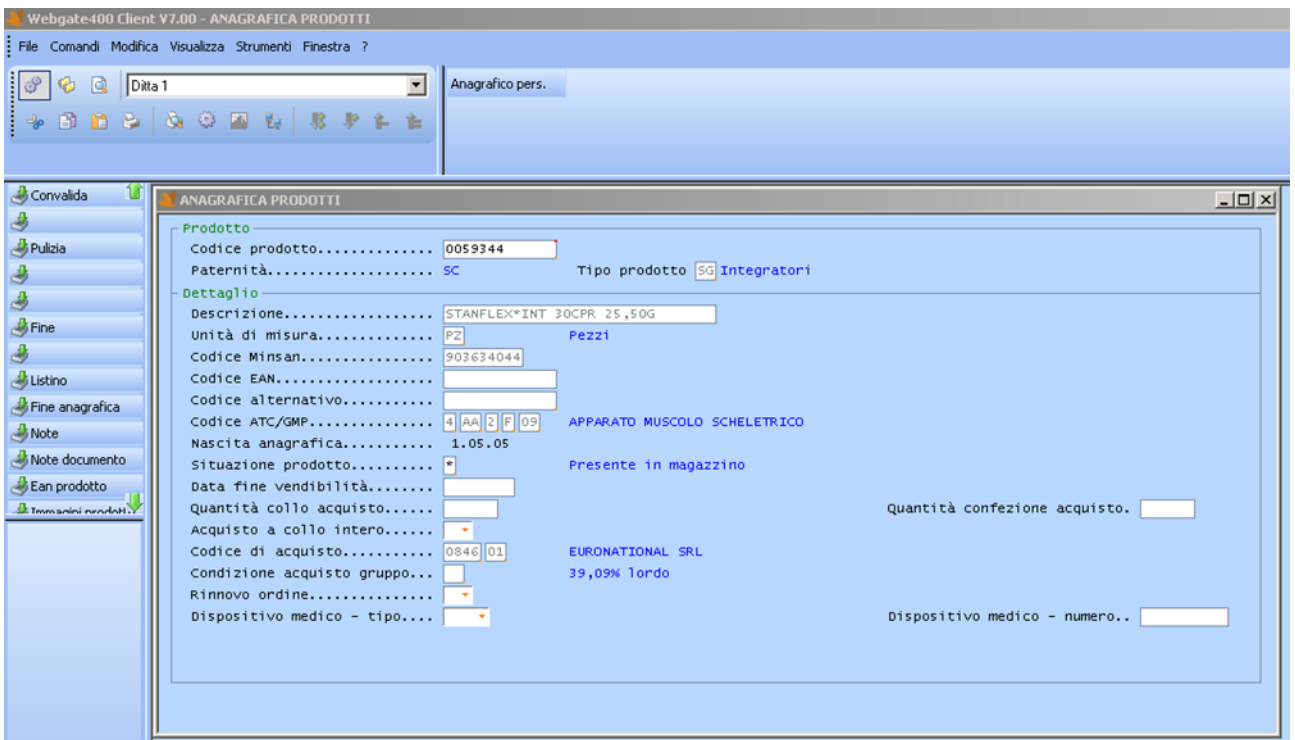 Webgate400 Client V7.00 - ANAGRAFICA PRODOTTI
File Comandi Modifica Visualizza Strumenti Finestra ?
Ditta 1
Anagrafico pers.
Convalida
Pulizia
Fine
Listino
Fine anagrafica
Note
Note documento
Ean prodotto
Immagini prodott
ANAGRAFICA PRODOTTI
Prodotto
Codice prodotto.............. 0059344
Paternità................... SC Tipo prodotto SG Integratori
Dettaglio
Descrizione................. STANFLEX*INT 30CPR 25,50G
Unità di misura............. PZ Pezzi
Codice Minsan............... 903634044
Codice EAN..................
Codice alternativo..........
Codice ATC/GMP.............. 4 AA 2 F 09 APPARATO MUSCOLO SCHELETRICO
Nascita anagrafica.......... 1.05.05
Situazione prodotto......... * Presente in magazzino
Data fine vendibilità.......
Quantità collo acquisto..... Quantità confezione acquisto.
Acquisto a collo intero.....
Codice di acquisto.......... 0846 01 EURONATIONAL SRL
Condizione acquisto gruppo... 39,09% lordo
Rinnovo ordine..............
Dispositivo medico - tipo.... Dispositivo medico - numero..